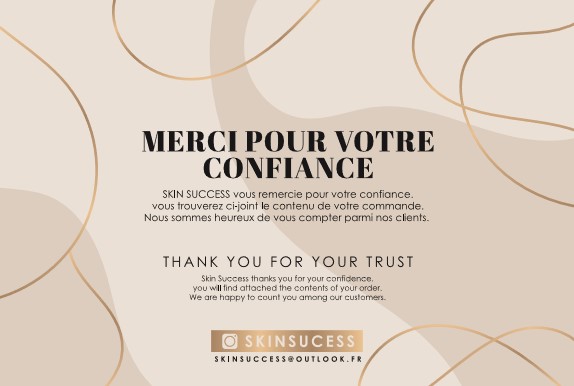 MERCI POUR VOTRE
CONFIANCE
SKIN SUCCESS vous remercie pour votre confiance.
vous trouverez ci-joint le contenu de votre commande.
Nous sommes heureux de vous compter parmi nos clients.
THANK YOU FOR YOUR TRUST
Skin Success thanks you for your confidence.
you will find attached the contents of your order.
We are happy to count you among our customers.
SKINSUCESS
SKINSUCCESS@OUTLOOK.FR